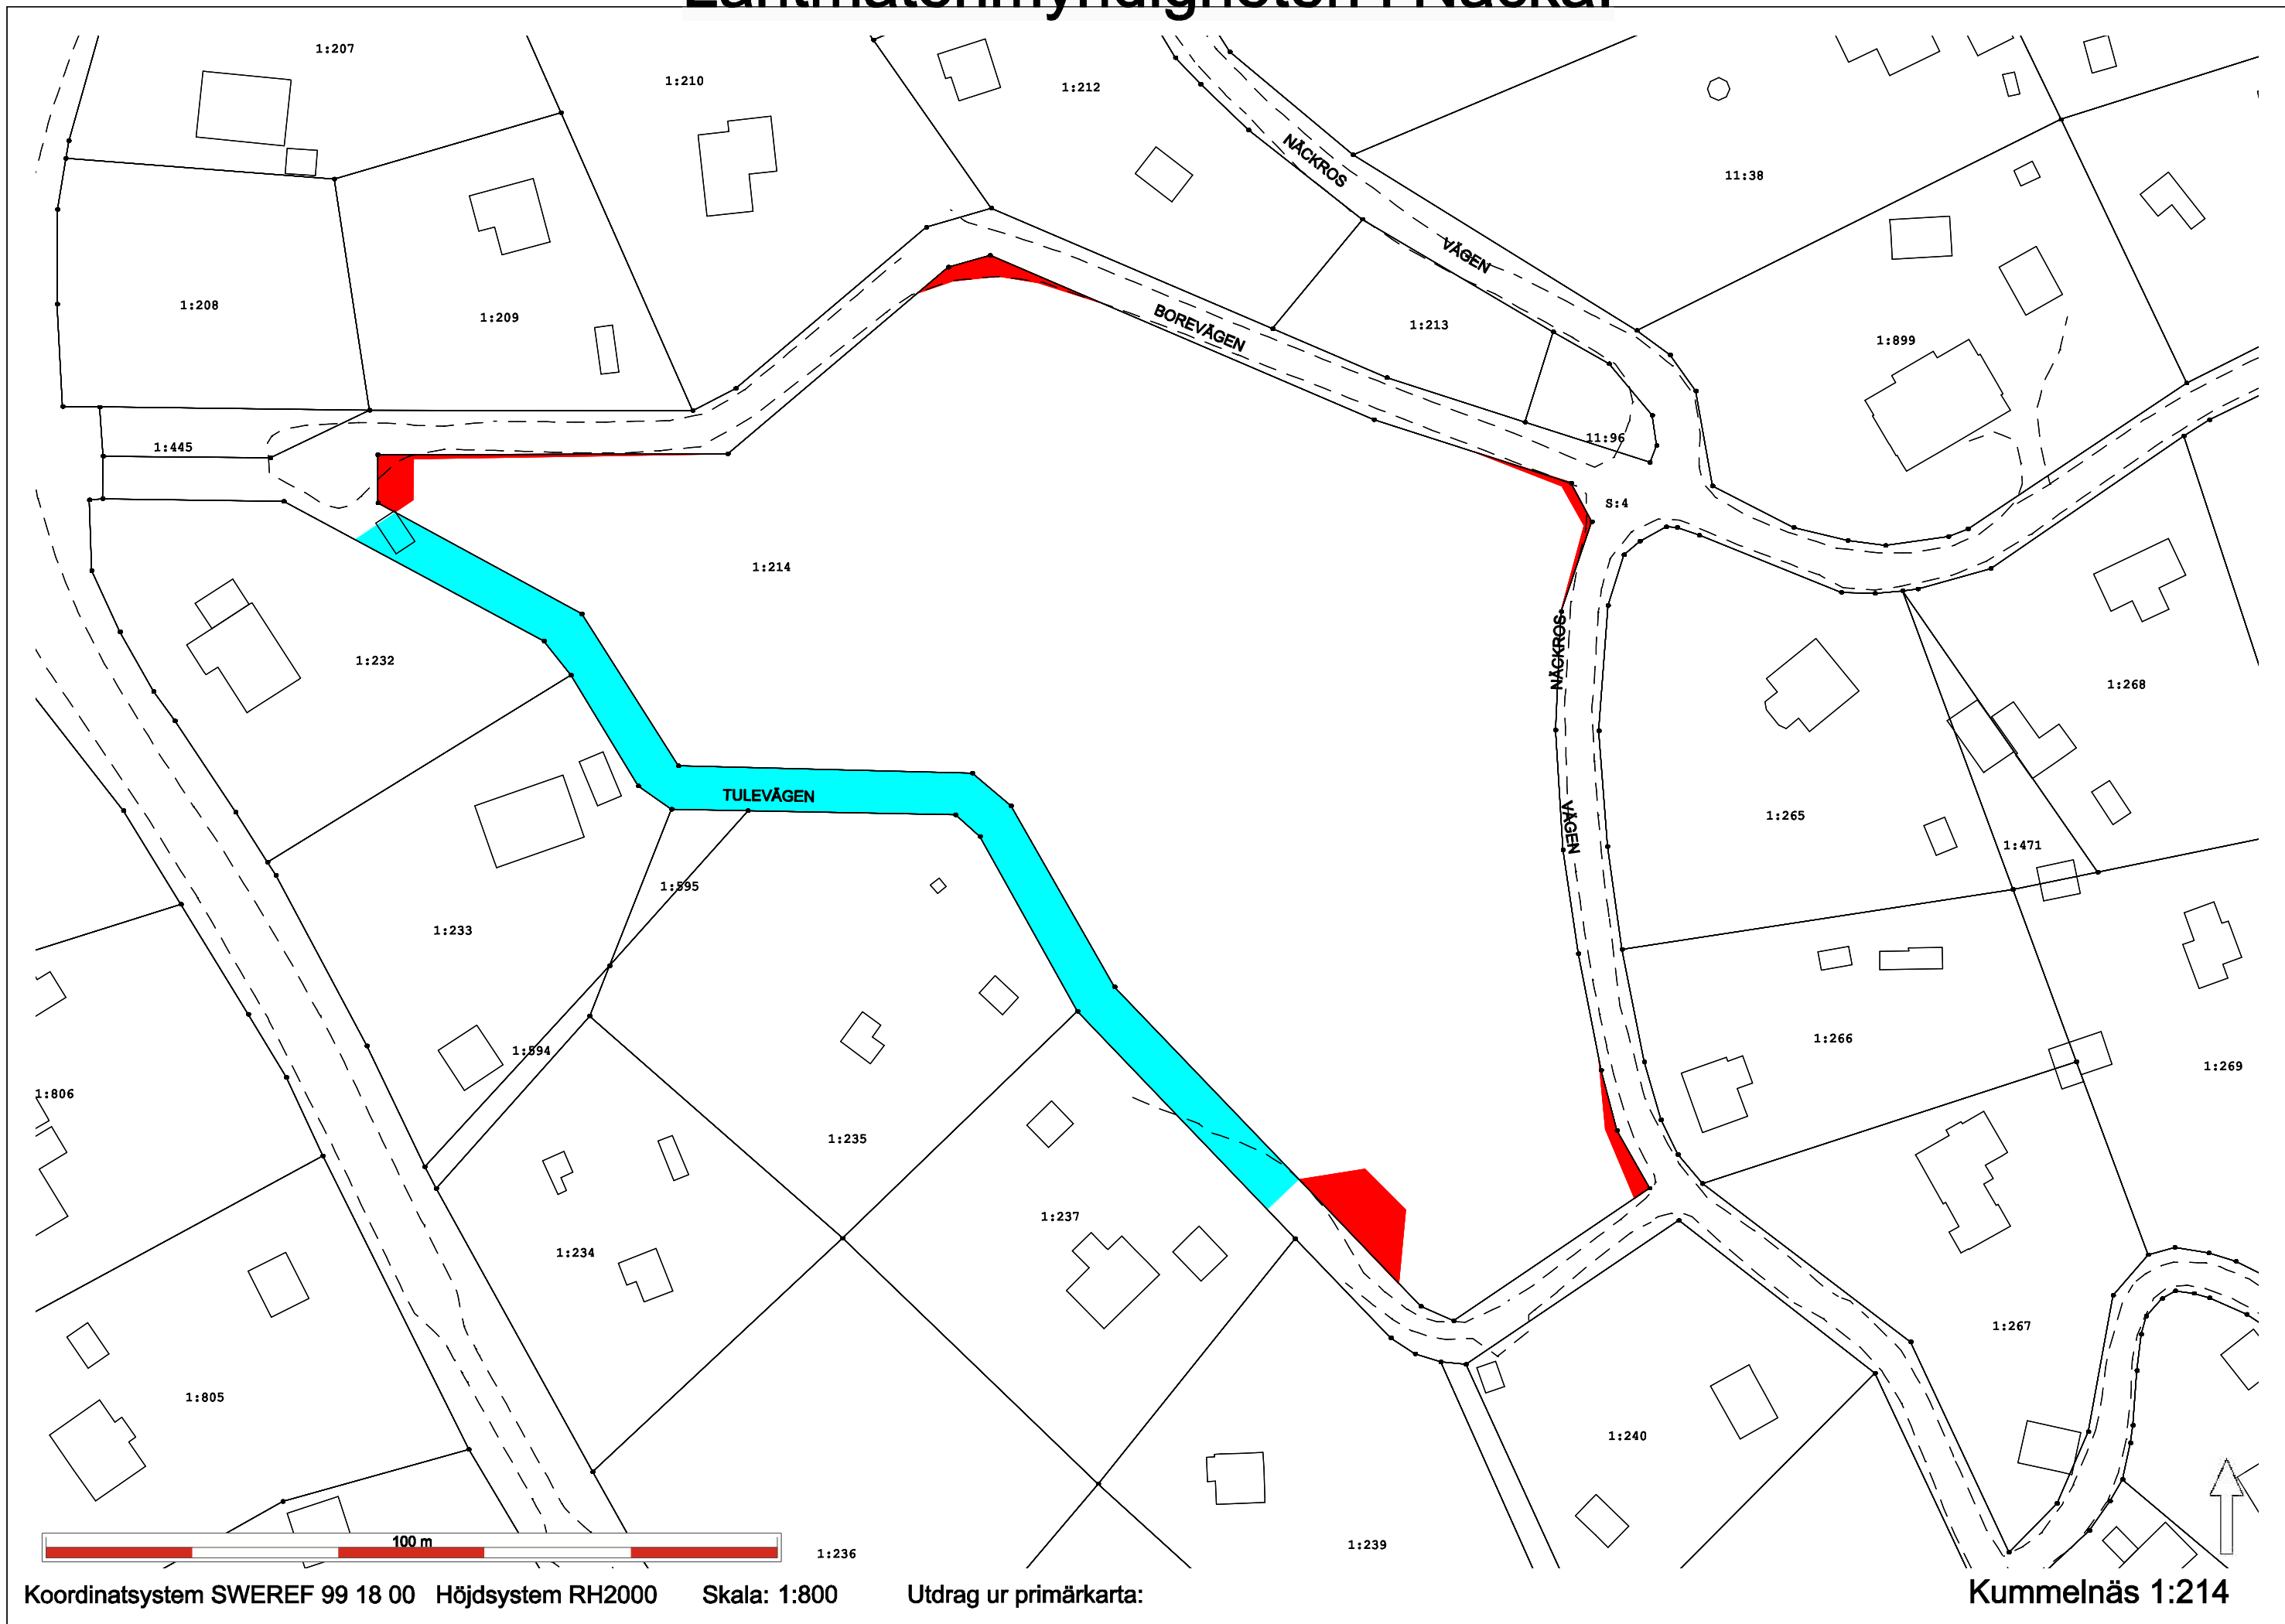 Lantmäterimyndigheten i Nacka.
1:207
1:210
1:212
NÄCKROS
11:38
VÄGEN
1:208
1:209
BOREVÄGEN
1:213
1:899
11:96
1:445
S:4
1:214
1:232
NÄCKROS
1:268
TULEVÄGEN
VÄGEN
1:265
1:471
1:595
1:233
1:594
1:266
1:269
1:806
1:235
1:237
1:234
1:267
1:805
1:240
100 m
1:236
1:239
Koordinatsystem SWEREF 99 18 00 Höjdsystem RH2000 Skala: 1:800 Utdrag ur primärkarta:
Kummelnäs 1:214